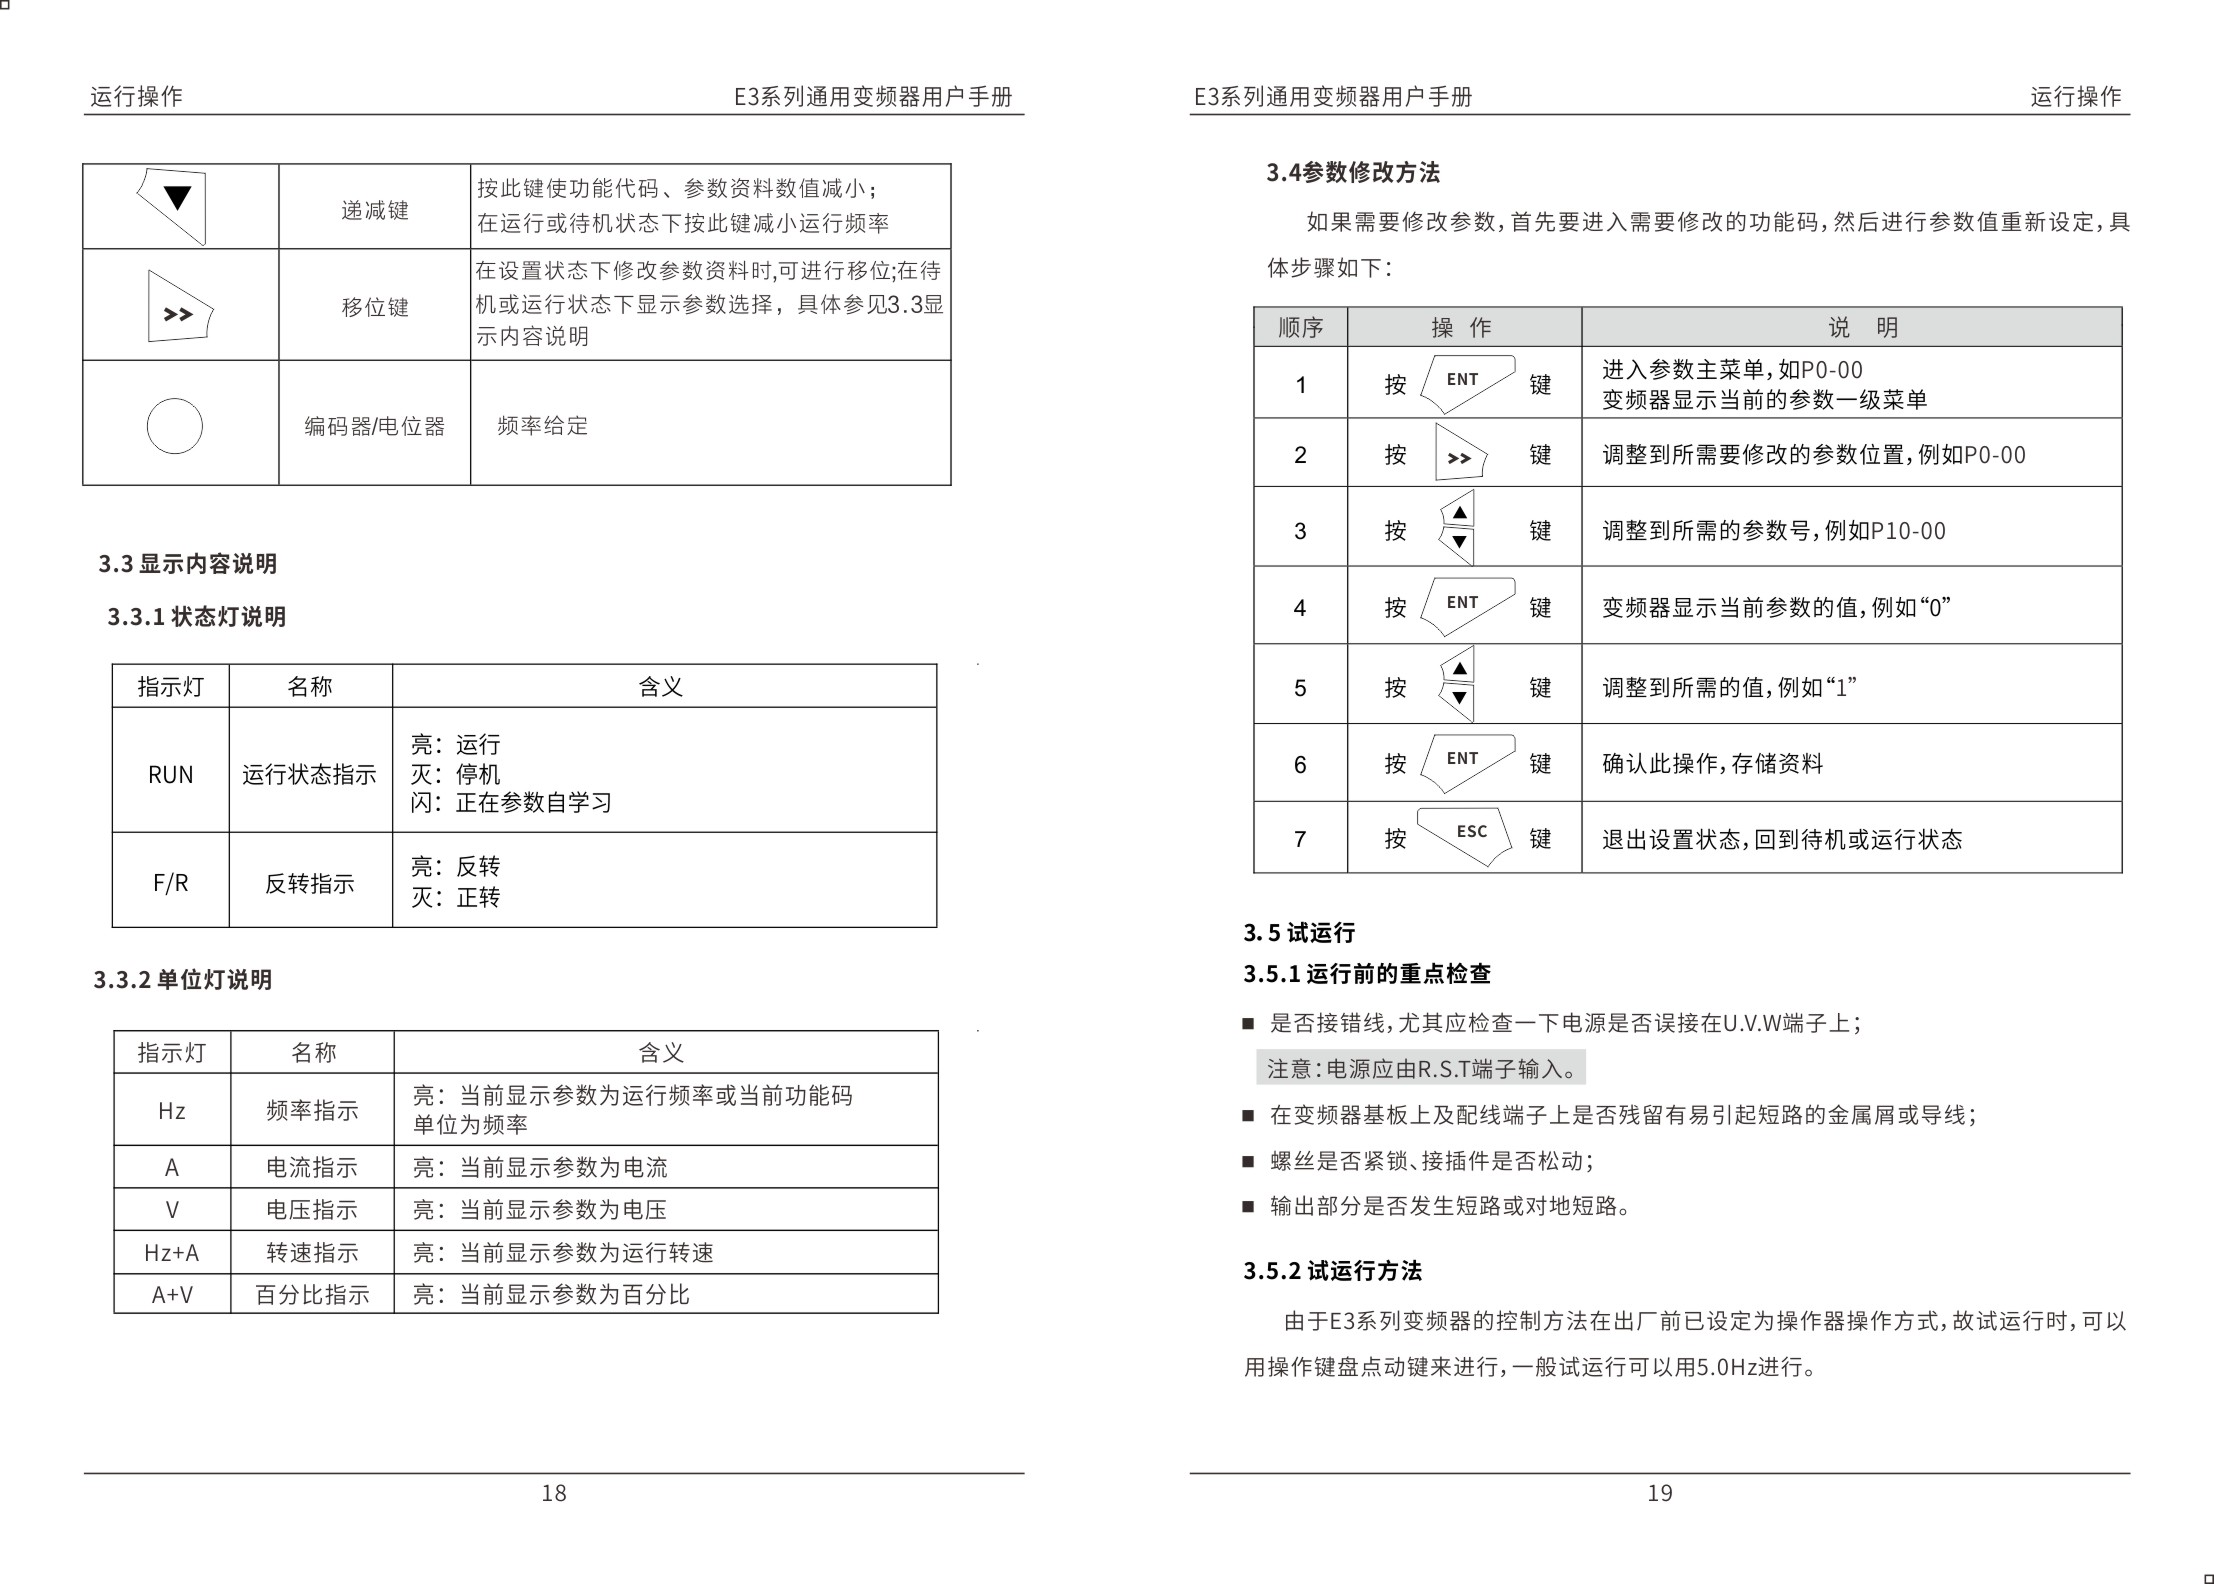 运行操作 E3系列通用变频器用户手册
递减键
按此键使功能代码、参数资料数值减小；
在运行或待机状态下按此键减小运行频率
>>
移位键
在设置状态下修改参数资料时,可进行移位;在待
机或运行状态下显示参数选择，具体参见3.3显
示内容说明
编码器/电位器 频率给定
3.3 显示内容说明
3.3.1 状态灯说明
指示灯 名称 含义
RUN 运行状态指示
亮：运行
灭：停机
闪：正在参数自学习
F/R 反转指示
亮：反转
灭：正转
3.3.2 单位灯说明
指示灯 名称 含义
Hz 频率指示
亮：当前显示参数为运行频率或当前功能码
单位为频率
A 电流指示 亮：当前显示参数为电流
V 电压指示 亮：当前显示参数为电压
Hz+A 转速指示 亮：当前显示参数为运行转速
A+V 百分比指示 亮：当前显示参数为百分比
18
E3系列通用变频器用户手册 运行操作
3.4参数修改方法
如果需要修改参数，首先要进入需要修改的功能码，然后进行参数值重新设定，具
体步骤如下：
顺序 操 作 说 明
1 按 ENT 键
进入参数主菜单，如P0-00
变频器显示当前的参数一级菜单
2 按 >> 键 调整到所需要修改的参数位置，例如P0-00
3 按 ▲▼ 键 调整到所需的参数号，例如P10-00
4 按 ENT 键 变频器显示当前参数的值，例如“0”
5 按 ▲▼ 键 调整到所需的值，例如“1”
6 按 ENT 键 确认此操作，存储资料
7 按 ESC 键 退出设置状态，回到待机或运行状态
3. 5 试运行
3.5.1 运行前的重点检查
■ 是否接错线，尤其应检查一下电源是否误接在U.V.W端子上；
注意：电源应由R.S.T端子输入。
■ 在变频器基板上及配线端子上是否残留有易引起短路的金属屑或导线；
■ 螺丝是否紧锁、接插件是否松动；
■ 输出部分是否发生短路或对地短路。
3.5.2 试运行方法
由于E3系列变频器的控制方法在出厂前已设定为操作器操作方式，故试运行时，可以
用操作键盘点动键来进行，一般试运行可以用5.0Hz进行。
19